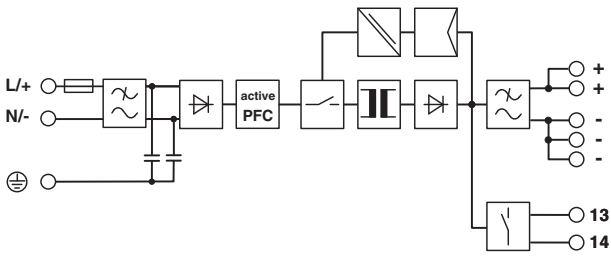 L/+
N/-
active
PFC
+
+
-
-
-
13
14